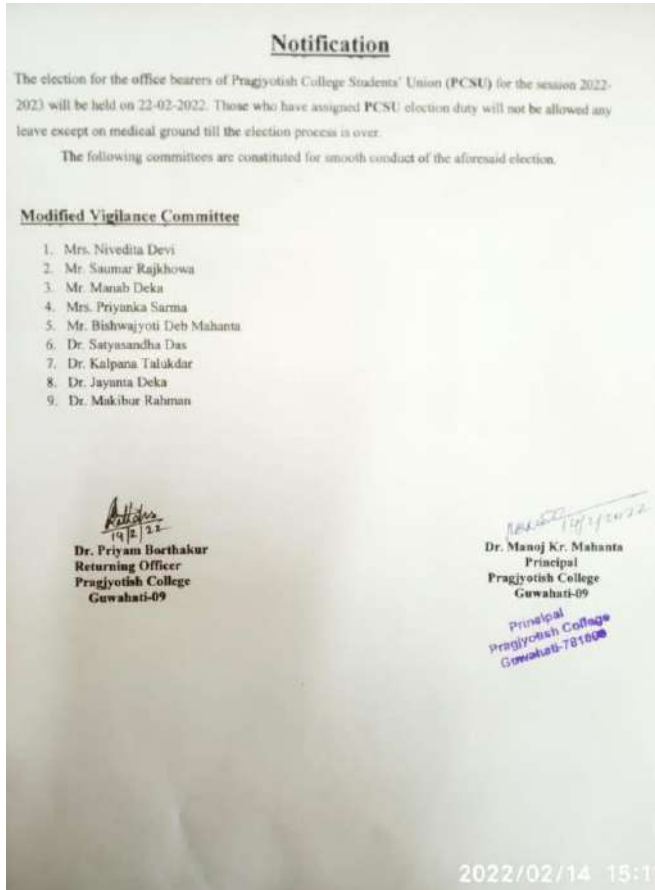 Notification
The election for the office bearers of Pragjyotish College Students' Union (PCSU) for the session 2022-
2023 will be held on 22-02-2022. Those who have assigned PCSU election duty will not be allowed any
leave except on medical ground till the election process is over.
The following committees are constituted for smooth conduct of the aforesaid election.
Modified Vigilance Committee
1. Mrs. Nivedita Devi
2. Mr. Saumar Rajkhowa
3. Mr. Manab Deka
4. Mrs. Priyanka Sarma
5. Mr. Bishwajyoti Deb Mahanta
6. Dr. Satyasandha Das
7. Dr. Kalpana Talukdar
8. Dr. Jayanta Deka
9. Dr. Makibur Rahman
14/2/22
Dr. Priyam Borthakur
Returning Officer
Pragjyotish College
Guwahati-09
14/2/2022
Dr. Manoj Kr. Mahanta
Principal
Pragjyotish College
Guwahati-09
Principal
Pragjyotish College
Guwahati-781009
2022/02/14 15:1